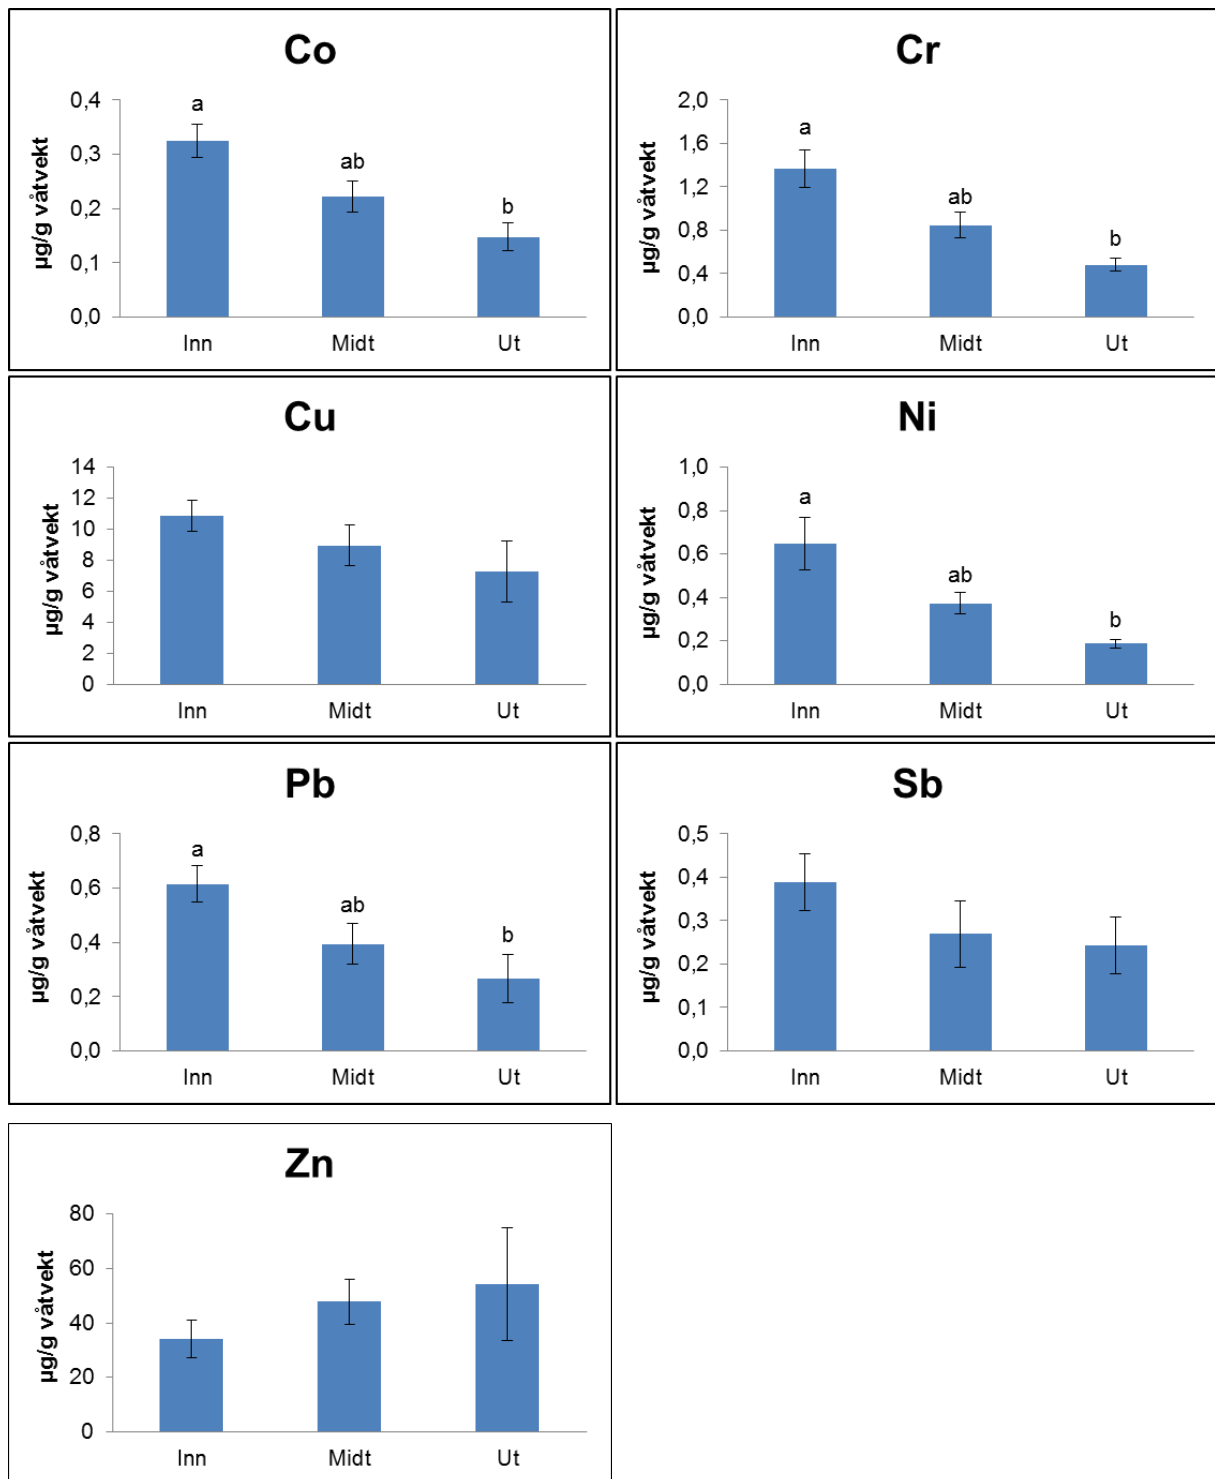 Co
µg/g våtvekt
0,4
0,3
0,2
0,1
0,0
a
ab
b
Inn Midt Ut
Cr
µg/g våtvekt
2,0
1,6
1,2
0,8
0,4
0,0
a
ab
b
Inn Midt Ut
Cu
µg/g våtvekt
14
12
10
8
6
4
2
0
Inn Midt Ut
Ni
µg/g våtvekt
1,0
0,8
0,6
0,4
0,2
0,0
a
ab
b
Inn Midt Ut
Pb
µg/g våtvekt
0,8
0,6
0,4
0,2
0,0
a
ab
b
Inn Midt Ut
Sb
µg/g våtvekt
0,5
0,4
0,3
0,2
0,1
0,0
Inn Midt Ut
Zn
µg/g våtvekt
80
60
40
20
0
Inn Midt Ut